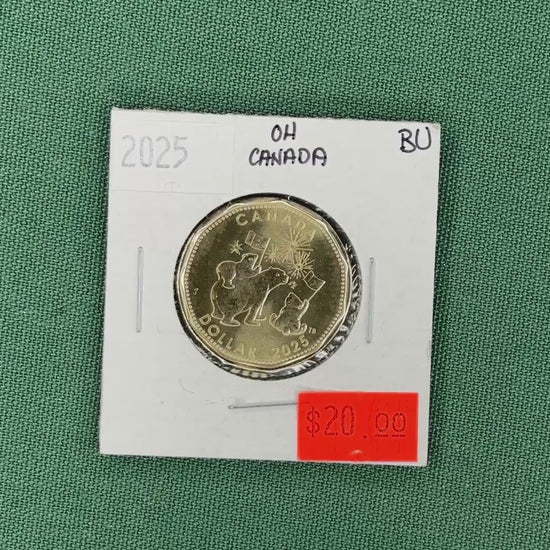 2025
OH
CANADA
BU
CANADA
DOLLAR 2025
$20.00